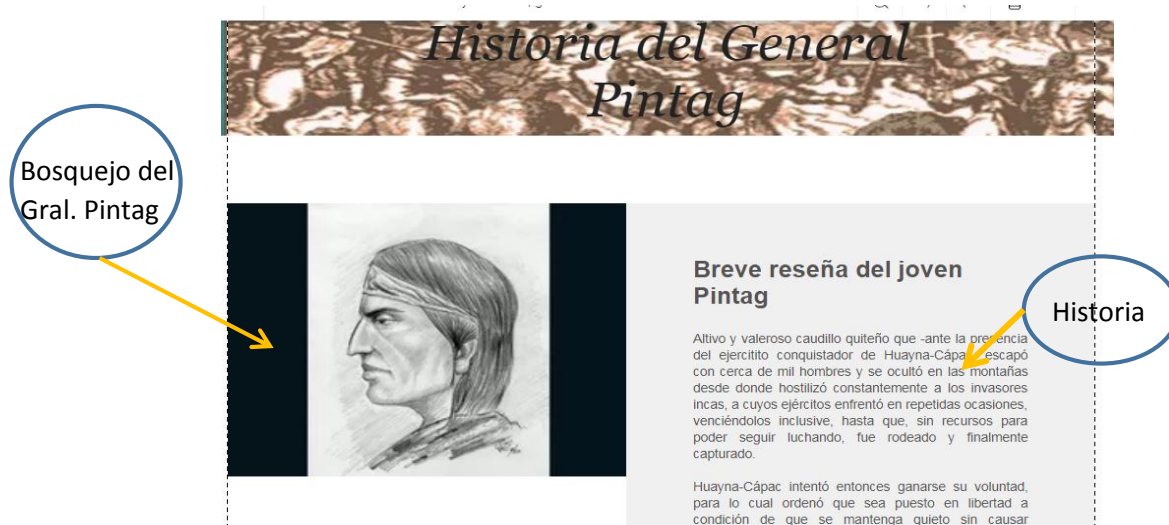 Historia del General
Pintag
Bosquejo del
Gral. Pintag
Breve reseña del joven
Pintag
Historia
Altivo y valeroso caudillo quiteño que -ante la presencia
del ejercitito conquistador de Huayna-Cápac- escapó
con cerca de mil hombres y se ocultó en las montañas
desde donde hostilizó constantemente a los invasores
incas, a cuyos ejércitos enfrentó en repetidas ocasiones,
venciéndolos inclusive, hasta que, sin recursos para
poder seguir luchando, fue rodeado y finalmente
capturado.
Huayna-Cápac intentó entonces ganarse su voluntad,
para lo cual ordenó que sea puesto en libertad a
condición de que se mantenga quieto sin causar